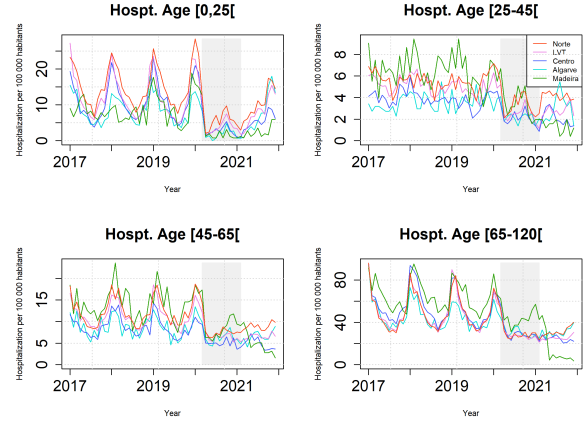 Hospt. Age [0,25[
Hospitalization per 100 000 habitants
0
5
10
20
2017
2019
2021
Year
Hospt. Age [25-45[
Hospitalization per 100 000 habitants
0
2
4
6
8
2017
2019
2021
Year
Norte
LVT
Centro
Algarve
Madeira
Hospt. Age [45-65[
Hospitalization per 100 000 habitants
0
5
15
2017
2019
2021
Year
Hospt. Age [65-120[
Hospitalization per 100 000 habitants
0
40
80
2017
2019
2021
Year